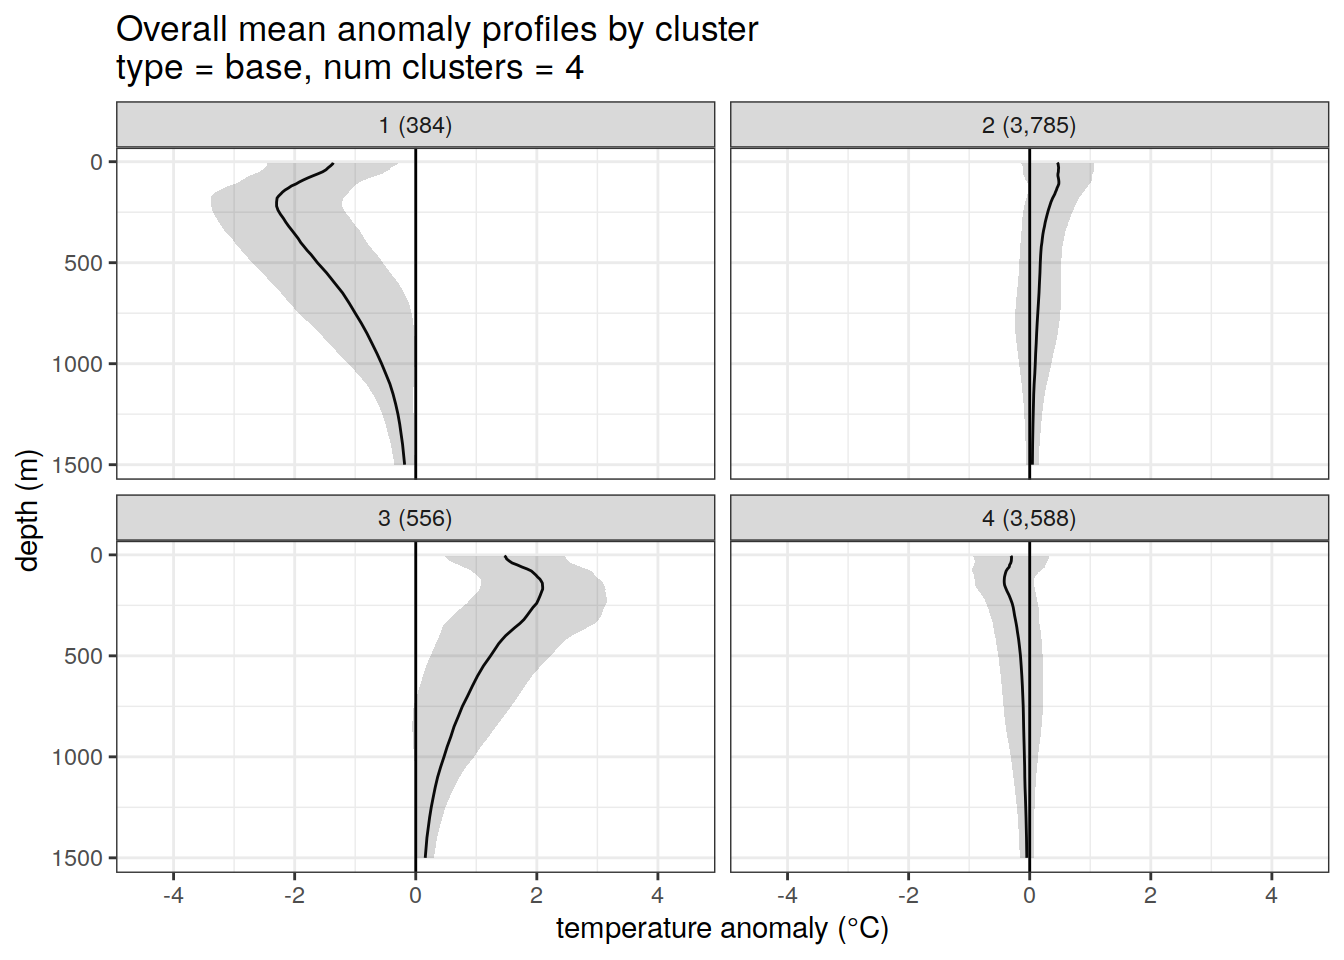 Overall mean anomaly profiles by cluster
type = base, num clusters = 4
1 (384)
2 (3,785)
0
500
1000
1500
3 (556)
4 (3,588)
0
500
1000
1500
depth (m)
-4 -2 0 2 4
-4 -2 0 2 4
temperature anomaly (°C)